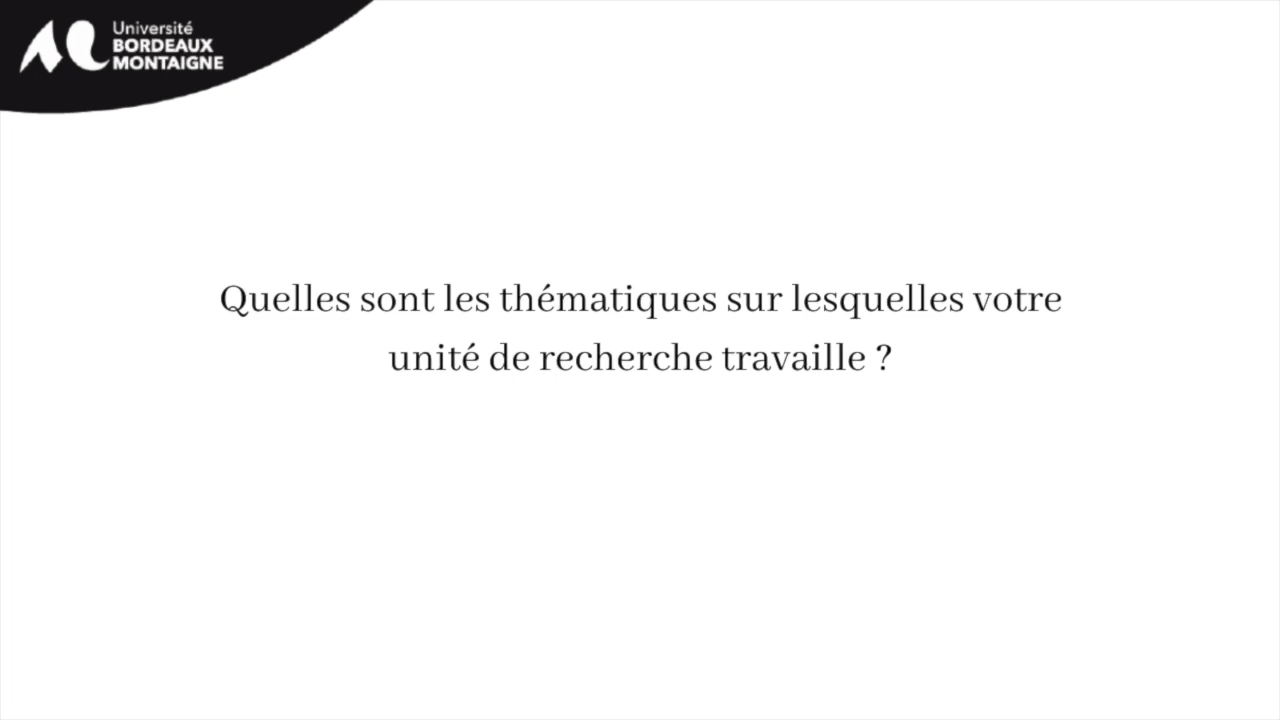 Université
BORDEAUX
MONTAIGNE
Quelles sont les thématiques sur lesquelles votre
unité de recherche travaille ?